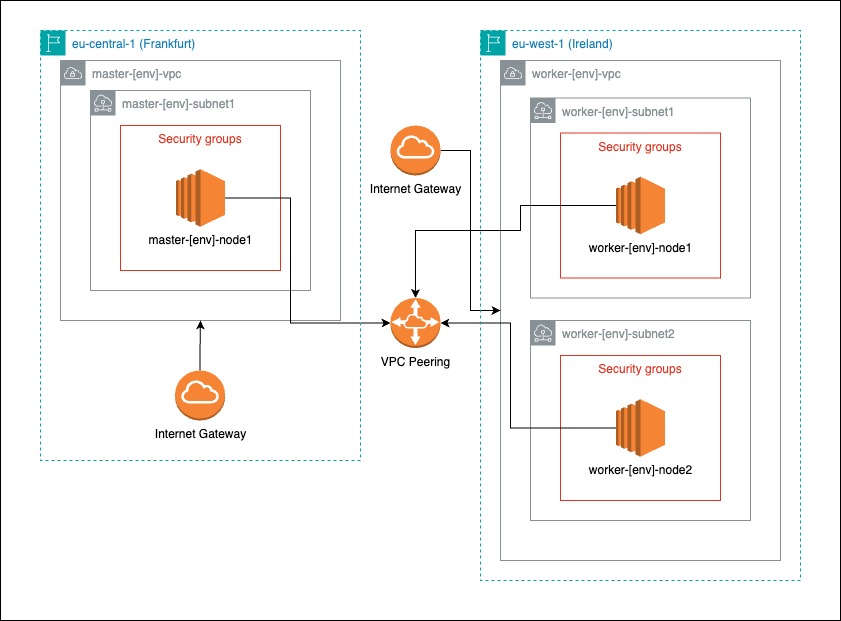 eu-central-1 (Frankfurt)
master-[env]-vpc
master-[env]-subnet1
Security groups
master-[env]-node1
Internet Gateway
Internet Gateway
VPC Peering
eu-west-1 (Ireland)
worker-[env]-vpc
worker-[env]-subnet1
Security groups
worker-[env]-node1
worker-[env]-subnet2
Security groups
worker-[env]-node2